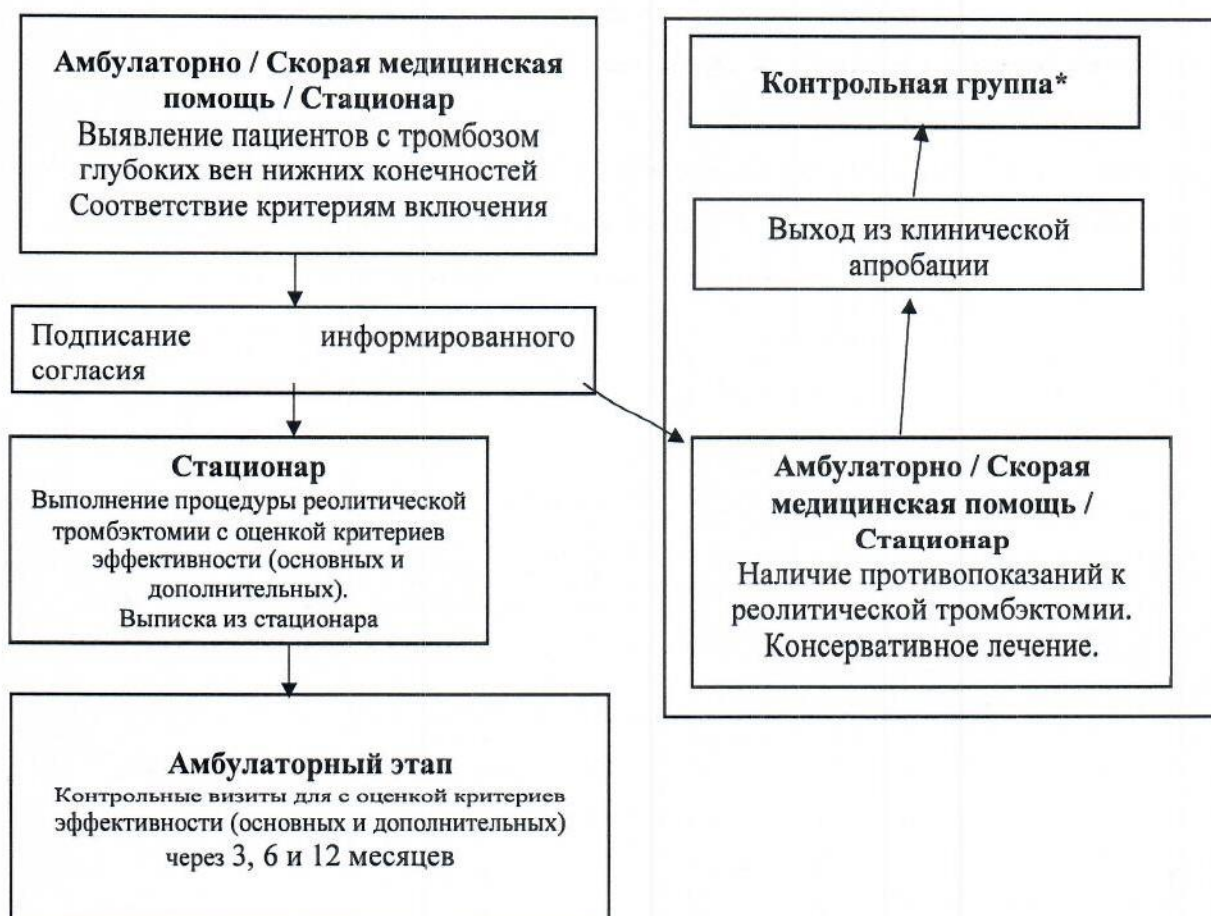 Амбулаторно / Скорая медицинская
помощь / Стационар
Выявление пациентов с тромбозом
глубоких вен нижних конечностей
Соответствие критериям включения
Подписание информированного
согласия
Стационар
Выполнение процедуры реолитической
тромбэктомии с оценкой критериев
эффективности (основных и
дополнительных).
Выписка из стационара
Амбулаторный этап
Контрольные визиты для с оценкой критериев
эффективности (основных и дополнительных)
через 3, 6 и 12 месяцев
Контрольная группа*
Выход из клинической
апробации
Амбулаторно / Скорая
медицинская помощь /
Стационар
Наличие противопоказаний к
реолитической тромбэктомии.
Консервативное лечение.